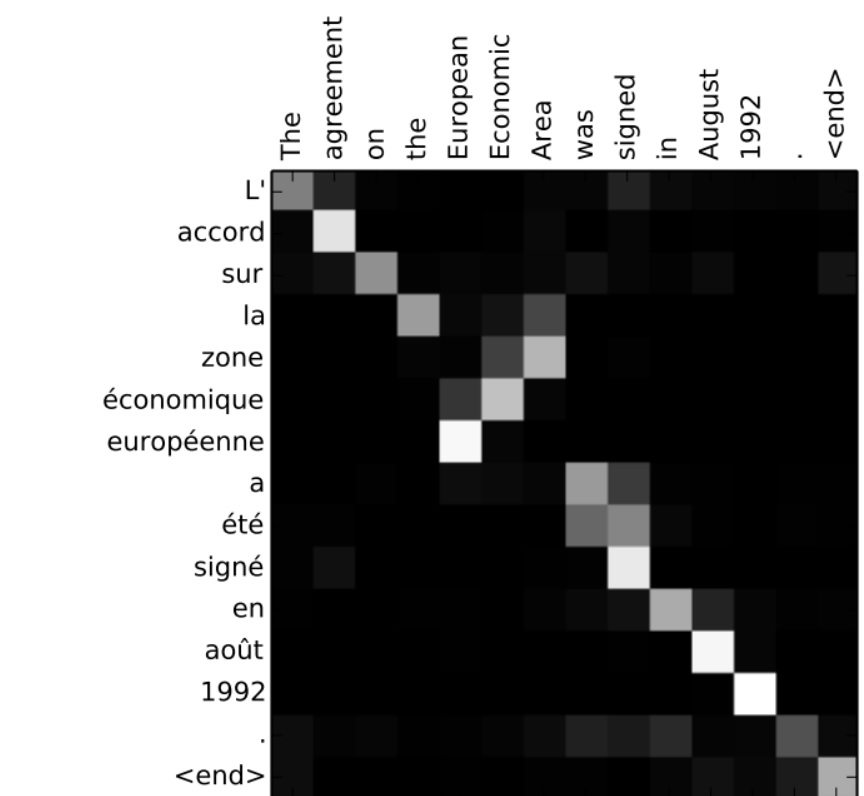 The agreement on the European Economic Area was signed in August 1992 . <end>
L'
accord
sur
la
zone
économique
européenne
a
été
signé
en
août
1992
.
<end>